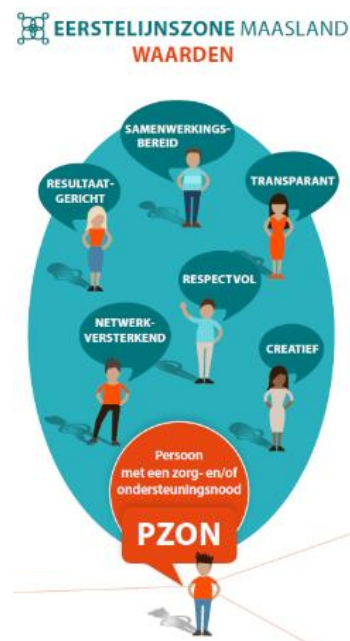 EERSTELIJNSZONE MAASLAND
WAARDEN
SAMENWERKINGS-
BEREID
RESULTAAT-
GERICHT
TRANSPARANT
RESPECTVOL
NETWERK-
VERSTERKEND
CREATIEF
Persoon
met een zorg- en/of
ondersteuningsnood
PZON